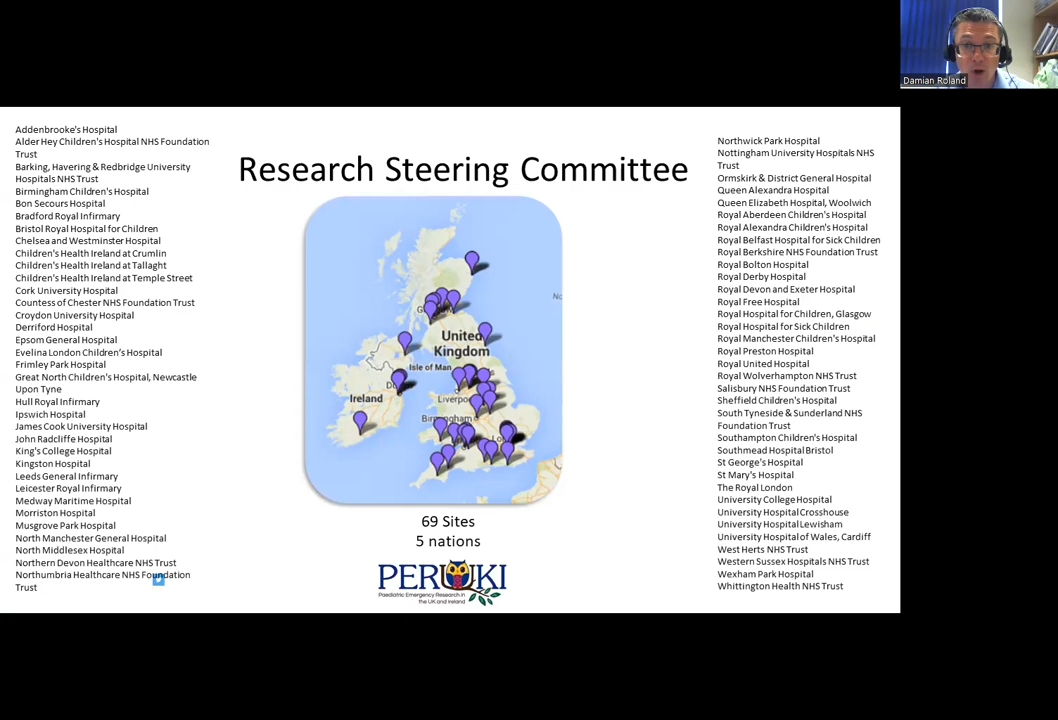 Damian Roland
Research Steering Committee
Addenbrooke's Hospital
Alder Hey Children's Hospital NHS Foundation
Trust
Barking, Havering & Redbridge University
Hospitals NHS Trust
Birmingham Children's Hospital
Bon Secours Hospital
Bradford Royal Infirmary
Bristol Royal Hospital for Children
Chelsea and Westminster Hospital
Children's Health Ireland at Crumlin
Children's Health Ireland at Tallaght
Children's Health Ireland at Temple Street
Cork University Hospital
Countess of Chester NHS Foundation Trust
Croydon University Hospital
Derriford Hospital
Epsom General Hospital
Evelina London Children's Hospital
Frimley Park Hospital
Great North Children's Hospital, Newcastle
Upon Tyne
Hull Royal Infirmary
Ipswich Hospital
James Cook University Hospital
John Radcliffe Hospital
King's College Hospital
Kingston Hospital
Leeds General Infirmary
Leicester Royal Infirmary
Medway Maritime Hospital
Morriston Hospital
Musgrove Park Hospital
North Manchester General Hospital
North Middlesex Hospital
Northern Devon Healthcare NHS Trust
Northumbria Healthcare NHS Foundation
Trust
United
Kingdom
Isle of Man
Ireland
Liverpoo
Birmingham
Lo
No
69 Sites
5 nations
PERUKI
Paediatric Emergency Research in
the UK and Ireland
Northwick Park Hospital
Nottingham University Hospitals NHS
Trust
Ormskirk & District General Hospital
Queen Alexandra Hospital
Queen Elizabeth Hospital, Woolwich
Royal Aberdeen Children's Hospital
Royal Alexandra Children's Hospital
Royal Belfast Hospital for Sick Children
Royal Berkshire NHS Foundation Trust
Royal Bolton Hospital
Royal Derby Hospital
Royal Devon and Exeter Hospital
Royal Free Hospital
Royal Hospital for Children, Glasgow
Royal Hospital for Sick Children
Royal Manchester Children's Hospital
Royal Preston Hospital
Royal United Hospital
Royal Wolverhampton NHS Trust
Salisbury NHS Foundation Trust
Sheffield Children's Hospital
South Tyneside & Sunderland NHS
Foundation Trust
Southampton Children's Hospital
Southmead Hospital Bristol
St George's Hospital
St Mary's Hospital
The Royal London
University College Hospital
University Hospital Crosshouse
University Hospital Lewisham
University Hospital of Wales, Cardiff
West Herts NHS Trust
Western Sussex Hospitals NHS Trust
Wexham Park Hospital
Whittington Health NHS Trust